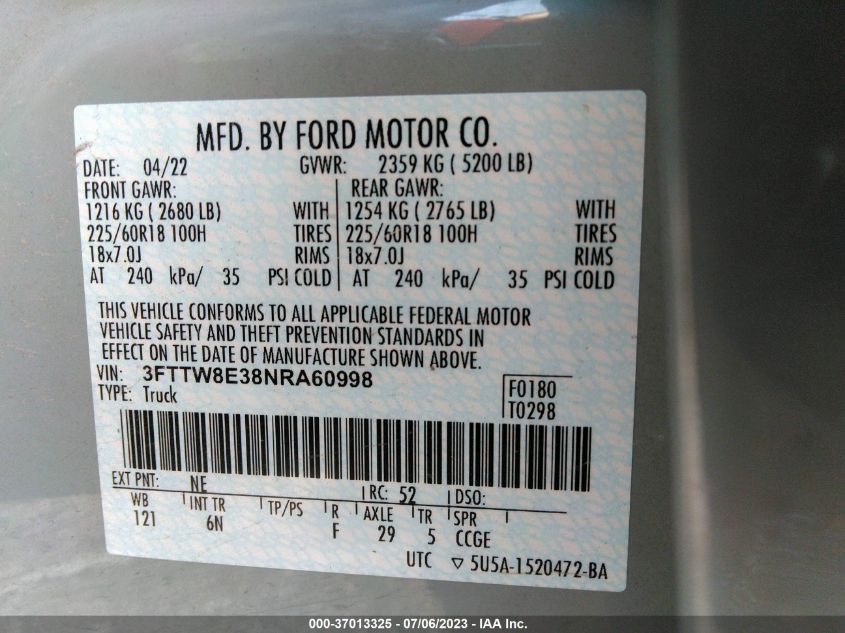 MFD. BY FORD MOTOR CO.
DATE: 04/22 GVWR: 2359 KG ( 5200 LB)
FRONT GAWR: REAR GAWR:
1216 KG ( 2680 LB) WITH 1254 KG ( 2765 LB) WITH
225/60R18 100H TIRES 225/60R18 100H TIRES
18x7.0J RIMS 18x7.0J RIMS
AT 240 kPa/ 35 PSI COLD AT 240 kPa/ 35 PSI COLD
THIS VEHICLE CONFORMS TO ALL APPLICABLE FEDERAL MOTOR
VEHICLE SAFETY AND THEFT PREVENTION STANDARDS IN
EFFECT ON THE DATE OF MANUFACTURE SHOWN ABOVE.
VIN: 3FTTW8E38NRA60998 F0180
TYPE: Truck T0298
EXT PNT: NE RC: 52 DSO:
WB INT TR TP/PS R AXLE TR SPR
121 6N F 29 5 CCGE
UTC ▽ 5U5A-1520472-BA
000-37013325 - 07/06/2023 - IAA Inc.